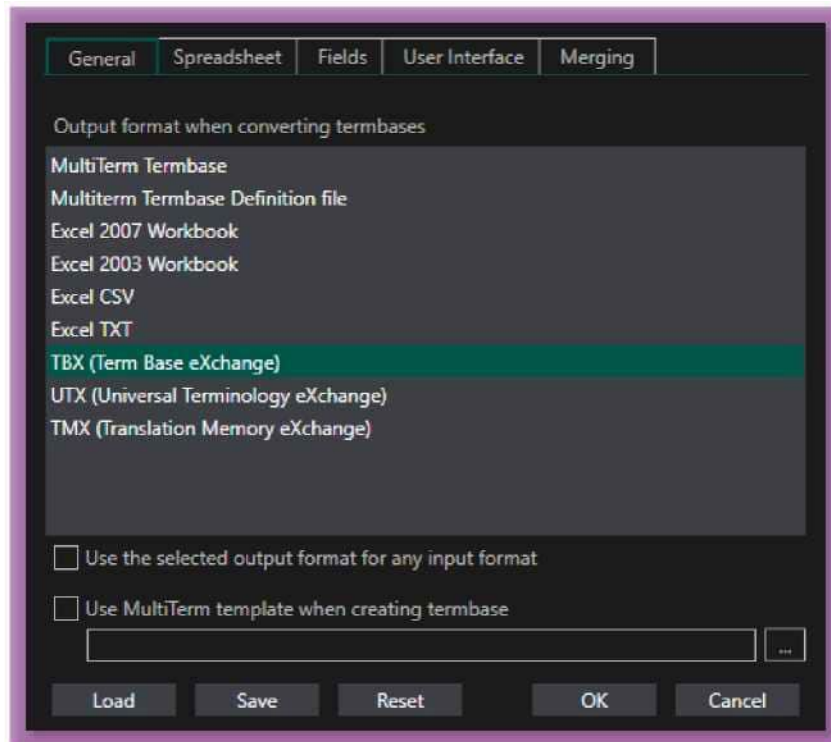 General Spreadsheet Fields User Interface Merging
Output format when converting termbases
MultiTerm Termbase
Multiterm Termbase Definition file
Excel 2007 Workbook
Excel 2003 Workbook
Excel CSV
Excel TXT
TBX (Term Base eXchange)
UTX (Universal Terminology eXchange)
TMX (Translation Memory eXchange)
Use the selected output format for any input format
Use MultiTerm template when creating termbase
...
Load Save Reset OK Cancel